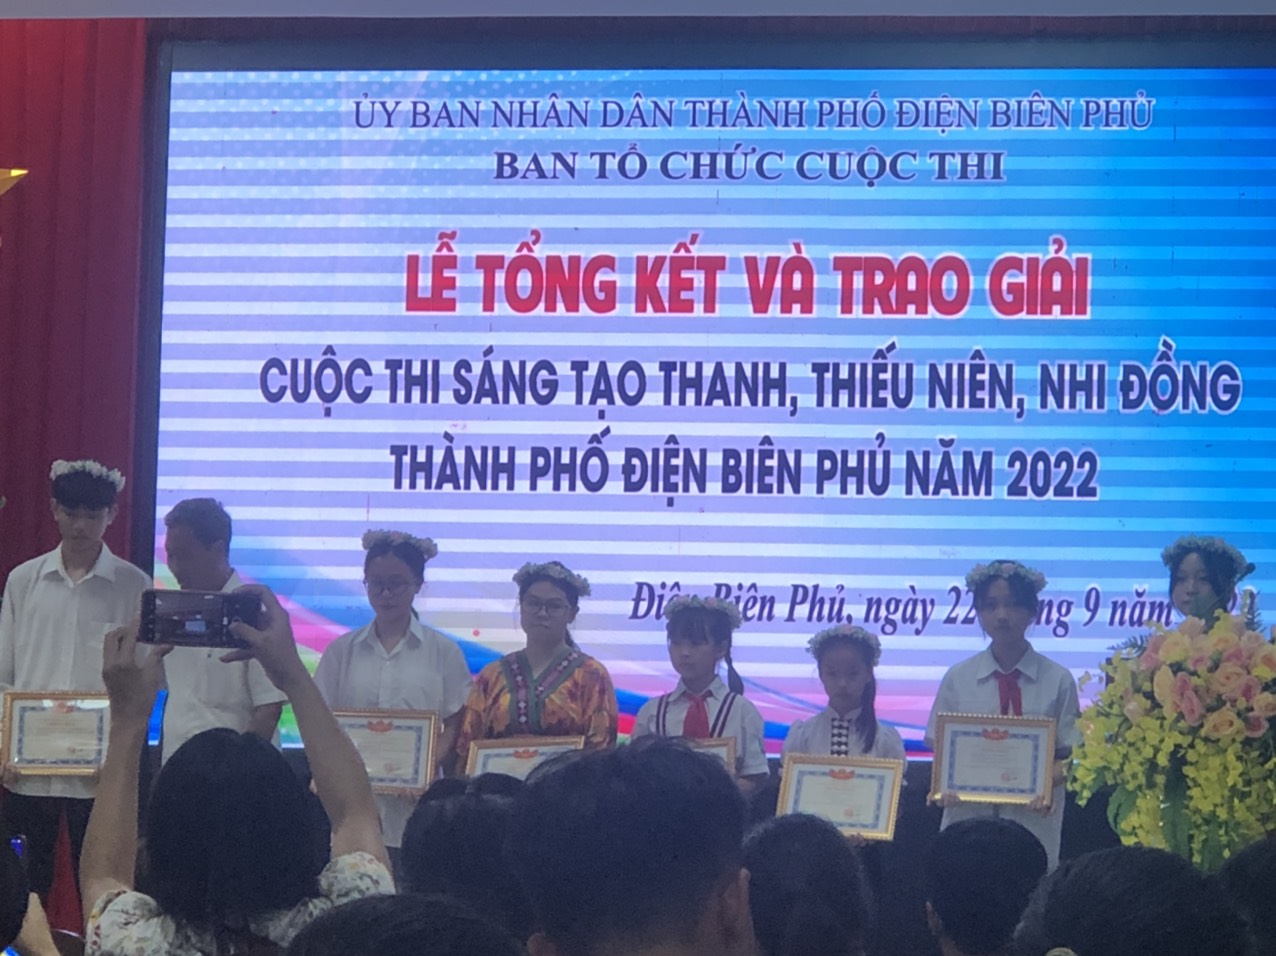 ỦY BAN NHÂN DÂN THÀNH PHỐ ĐIỆN BIÊN PHỦ
BAN TỔ CHỨC CUỘC THI
LỄ TỔNG KẾT VÀ TRAO GIẢI
CUỘC THI SÁNG TẠO THANH, THIẾU NIÊN, NHI ĐỒNG
THÀNH PHỐ ĐIỆN BIÊN PHỦ NĂM 2022
Điện Biên Phủ, ngày 22 9 năm